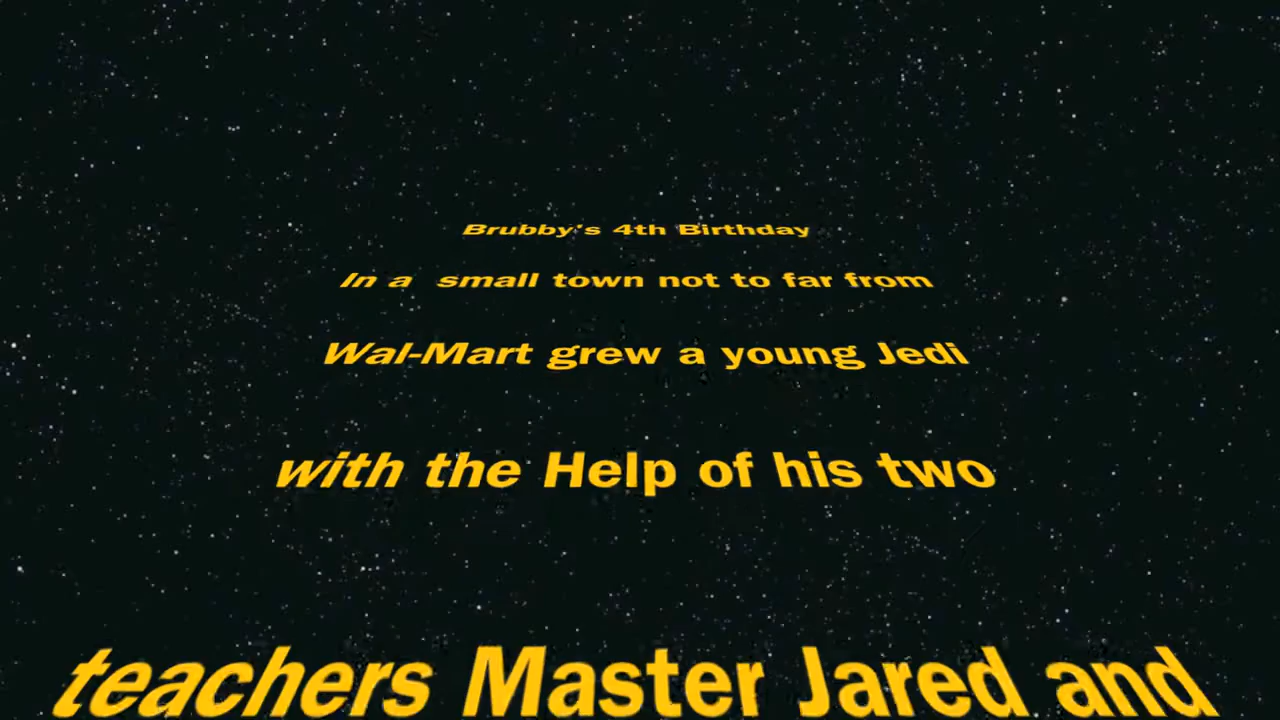 Brubby's 4th Birthday
In a  small town not to far from
Wal-Mart grew a young Jedi
with the Help of his two
teachers Master Jared and